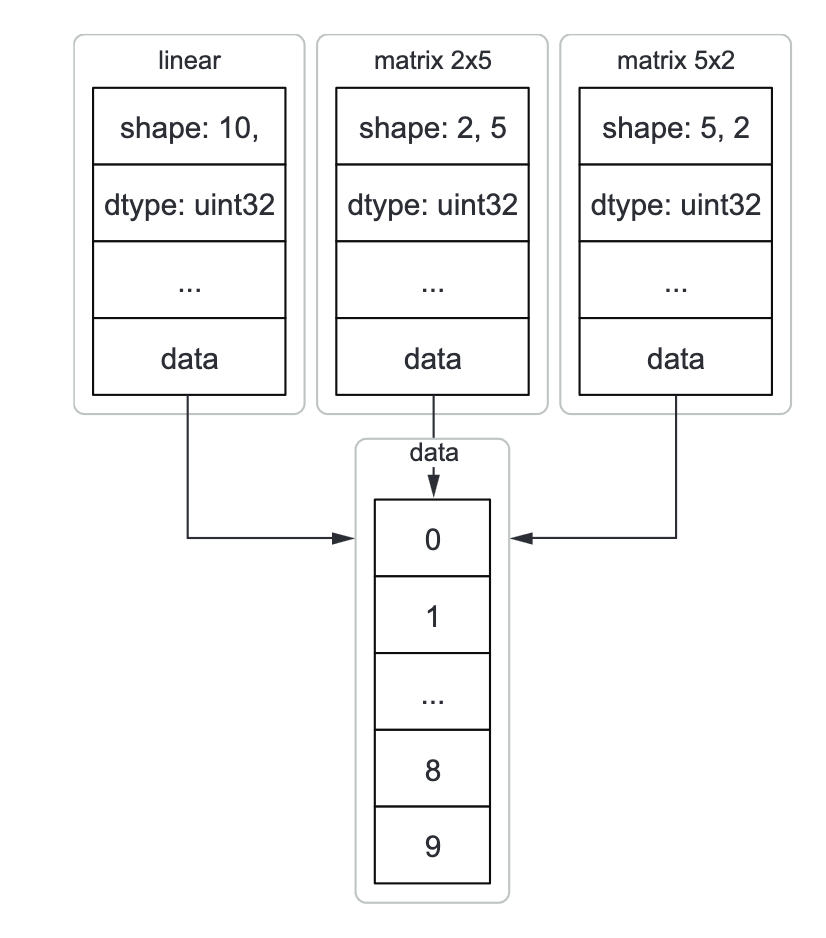 linear
shape: 10,
dtype: uint32
...
data
matrix 2x5
shape: 2, 5
dtype: uint32
...
data
matrix 5x2
shape: 5, 2
dtype: uint32
...
data
data
0
1
...
8
9